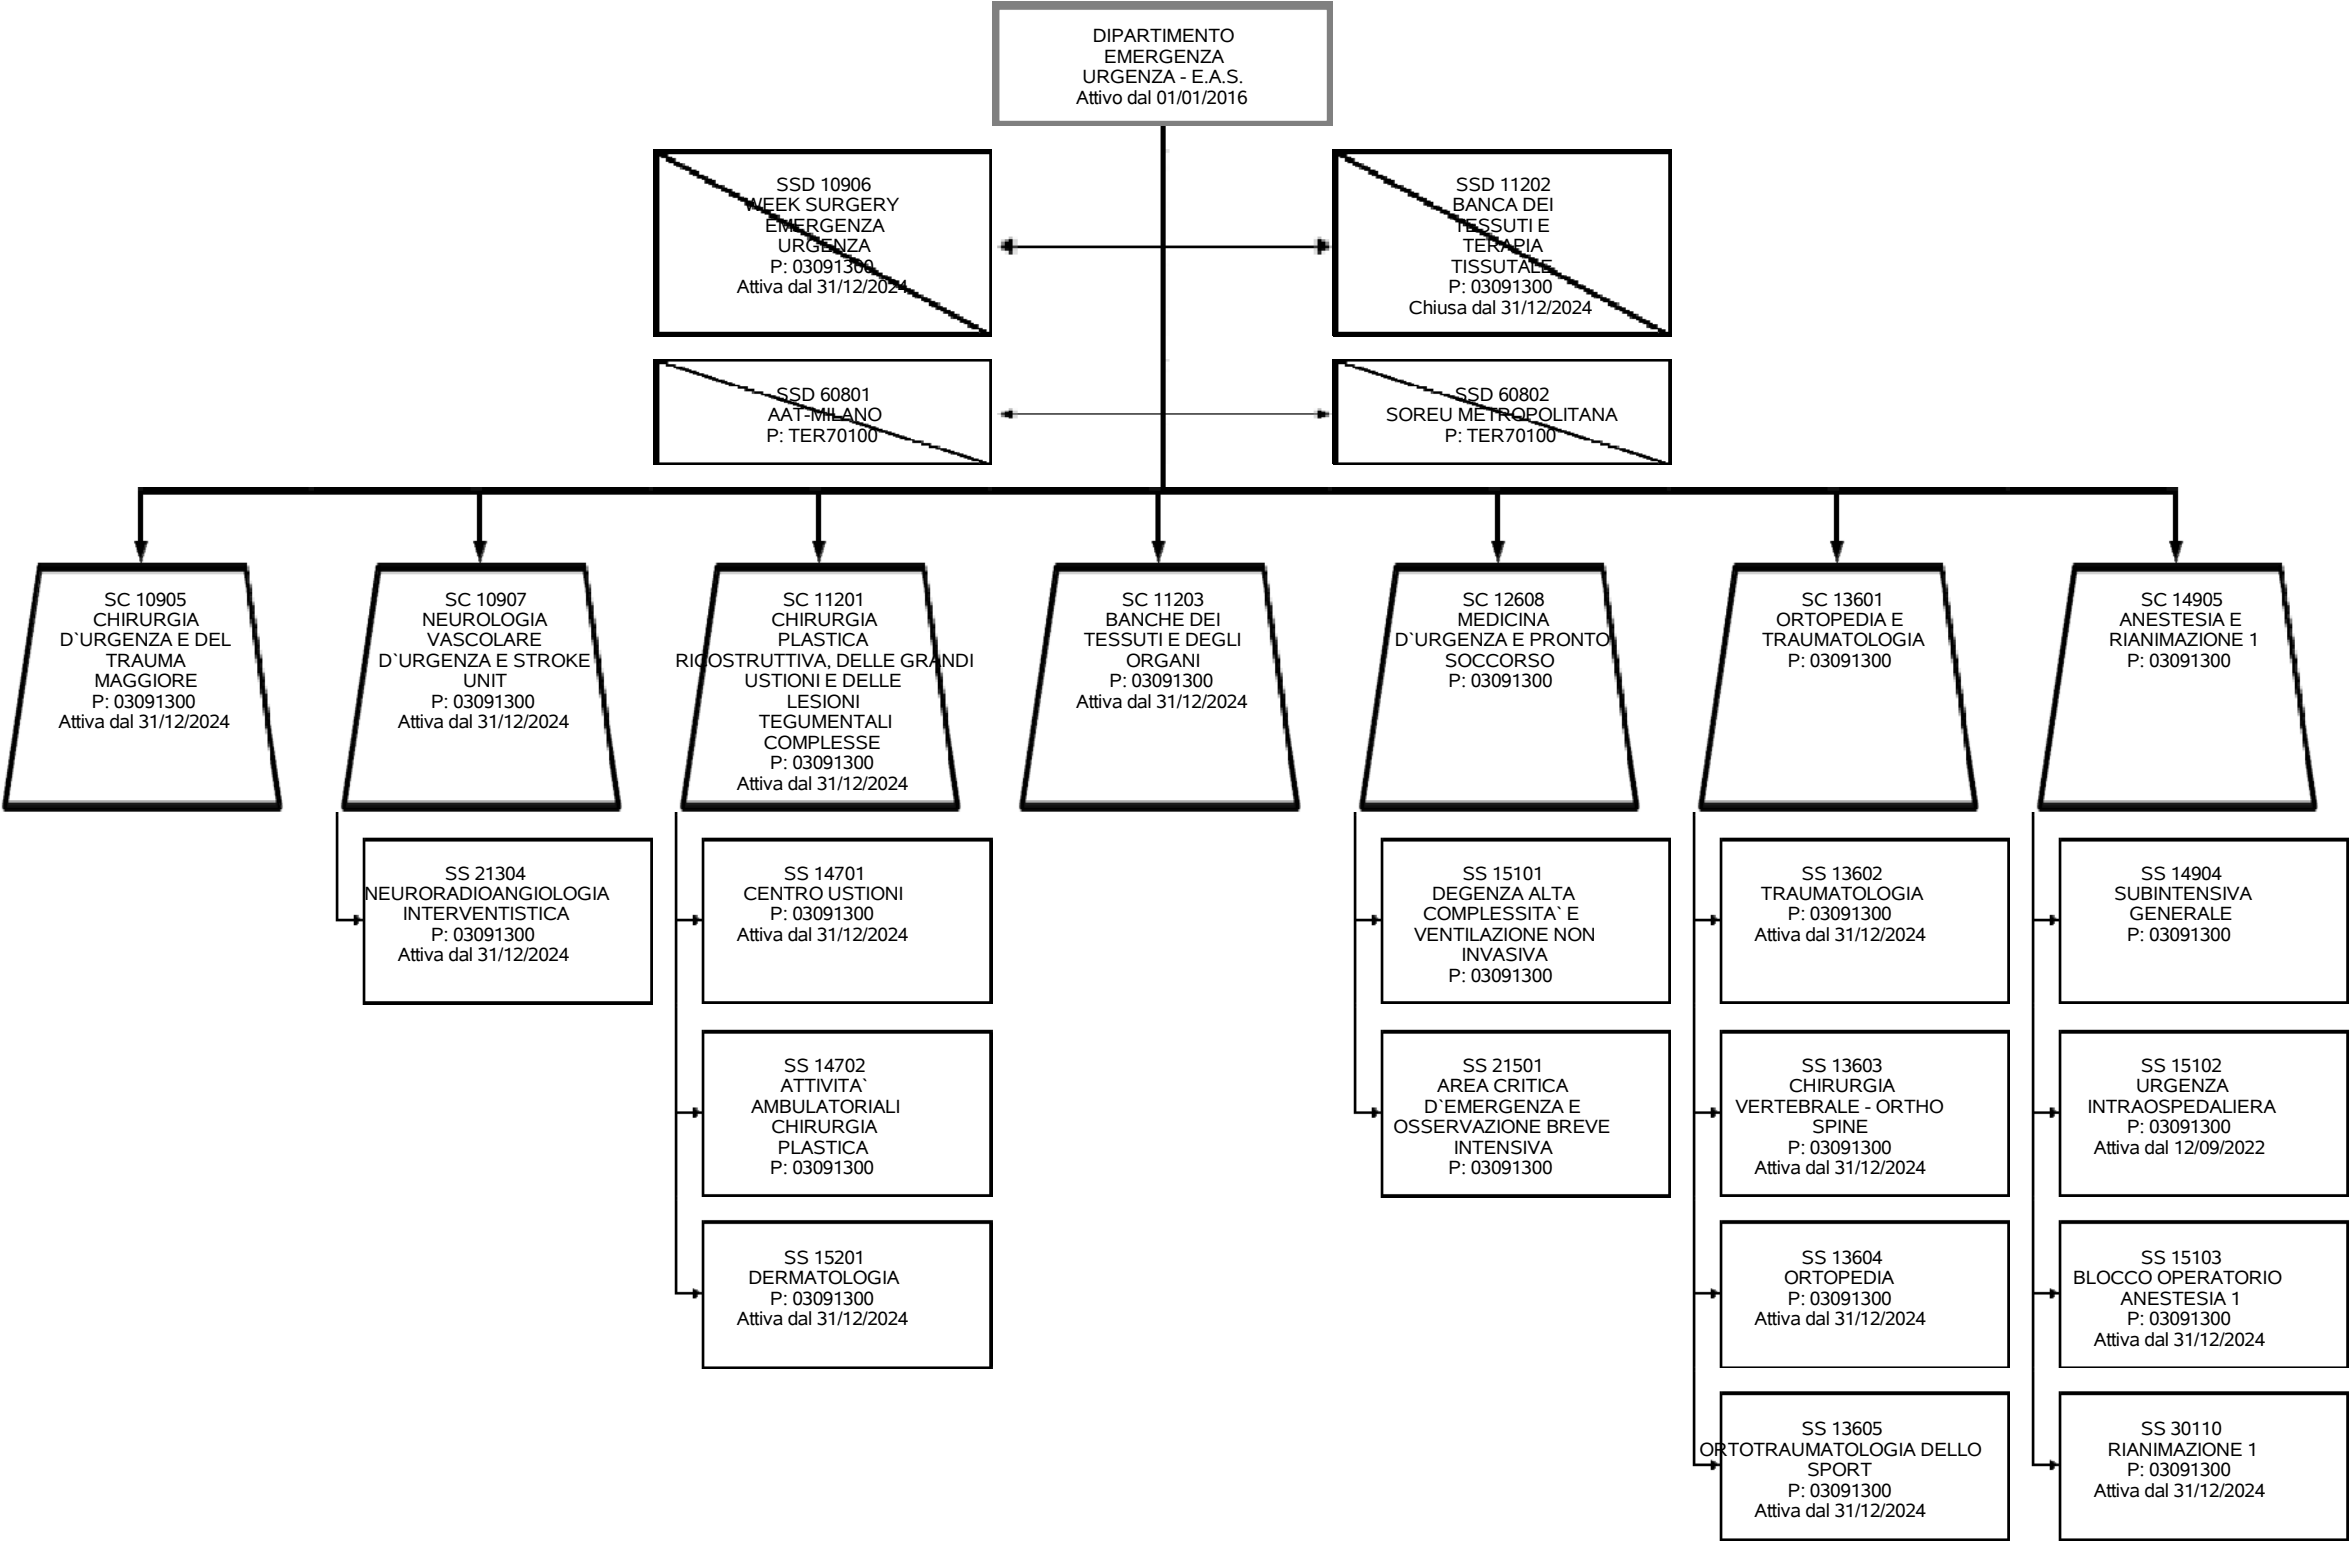 DIPARTIMENTO
EMERGENZA
URGENZA - E.A.S.
Attivo dal 01/01/2016
SSD 10906
WEEK SURGERY
EMERGENZA
URGENZA
P: 03091300
Attiva dal 31/12/2024
SSD 11202
BANCA DEI
TESSUTI E
TERAPIA
TISSUTALE
P: 03091300
Chiusa dal 31/12/2024
SSD 60801
AAT-MILANO
P: TER70100
SSD 60802
SOREU METROPOLITANA
P: TER70100
SC 10905
CHIRURGIA
D`URGENZA E DEL
TRAUMA
MAGGIORE
P: 03091300
Attiva dal 31/12/2024
SC 10907
NEUROLOGIA
VASCOLARE
D`URGENZA E STROKE
UNIT
P: 03091300
Attiva dal 31/12/2024
SC 11201
CHIRURGIA
PLASTICA
RICOSTRUTTIVA, DELLE GRANDI
USTIONI E DELLE
LESIONI
TEGUMENTALI
COMPLESSE
P: 03091300
Attiva dal 31/12/2024
SC 11203
BANCHE DEI
TESSUTI E DEGLI
ORGANI
P: 03091300
Attiva dal 31/12/2024
SC 12608
MEDICINA
D`URGENZA E PRONTO
SOCCORSO
P: 03091300
SC 13601
ORTOPEDIA E
TRAUMATOLOGIA
P: 03091300
SC 14905
ANESTESIA E
RIANIMAZIONE 1
P: 03091300
SS 21304
NEURORADIOANGIOLOGIA
INTERVENTISTICA
P: 03091300
Attiva dal 31/12/2024
SS 14701
CENTRO USTIONI
P: 03091300
Attiva dal 31/12/2024
SS 15101
DEGENZA ALTA
COMPLESSITA` E
VENTILAZIONE NON
INVASIVA
P: 03091300
SS 13602
TRAUMATOLOGIA
P: 03091300
Attiva dal 31/12/2024
SS 14904
SUBINTENSIVA
GENERALE
P: 03091300
SS 14702
ATTIVITA`
AMBULATORIALI
CHIRURGIA
PLASTICA
P: 03091300
SS 21501
AREA CRITICA
D`EMERGENZA E
OSSERVAZIONE BREVE
INTENSIVA
P: 03091300
SS 13603
CHIRURGIA
VERTEBRALE - ORTHO
SPINE
P: 03091300
Attiva dal 31/12/2024
SS 15102
URGENZA
INTRAOSPEDALIERA
P: 03091300
Attiva dal 12/09/2022
SS 15201
DERMATOLOGIA
P: 03091300
Attiva dal 31/12/2024
SS 13604
ORTOPEDIA
P: 03091300
Attiva dal 31/12/2024
SS 15103
BLOCCO OPERATORIO
ANESTESIA 1
P: 03091300
Attiva dal 31/12/2024
SS 13605
ORTOTRAUMATOLOGIA DELLO
SPORT
P: 03091300
Attiva dal 31/12/2024
SS 30110
RIANIMAZIONE 1
P: 03091300
Attiva dal 31/12/2024